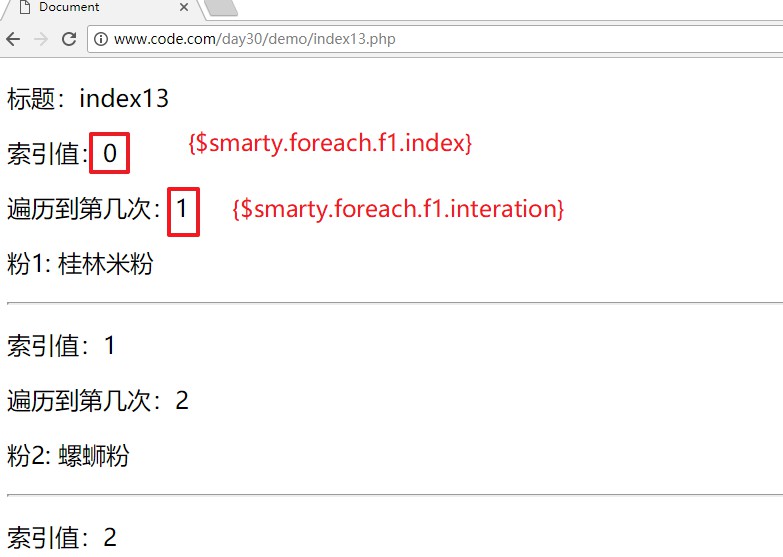 Document
www.code.com/day30/demo/index13.php
标题：index13
索引值：0 {$smarty.foreach.f1.index}
遍历到第几次：1 {$smarty.foreach.f1.interation}
粉1: 桂林米粉
索引值：1
遍历到第几次：2
粉2: 螺蛳粉
索引值：2